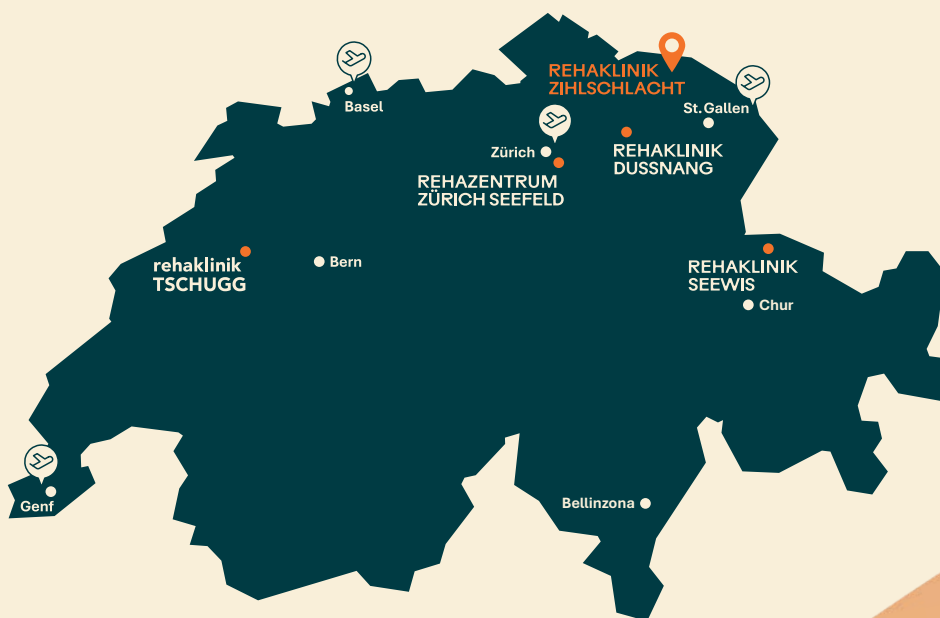 REHAKLINIK
ZIHLSCHLACHT
Basel
St.Gallen
Zürich
REHAKLINIK
DUSSNANG
REHAZENTRUM
ZÜRICH SEEFELD
rehaklinik
TSCHUGG
Bern
REHAKLINIK
SEEWIS
Chur
Genf
Bellinzona